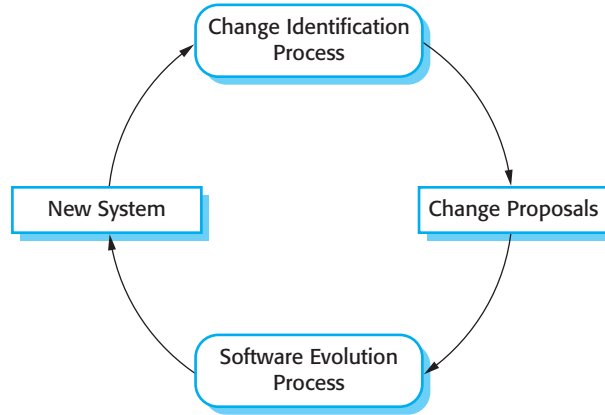 Change Identification
Process
New System
Change Proposals
Software Evolution
Process